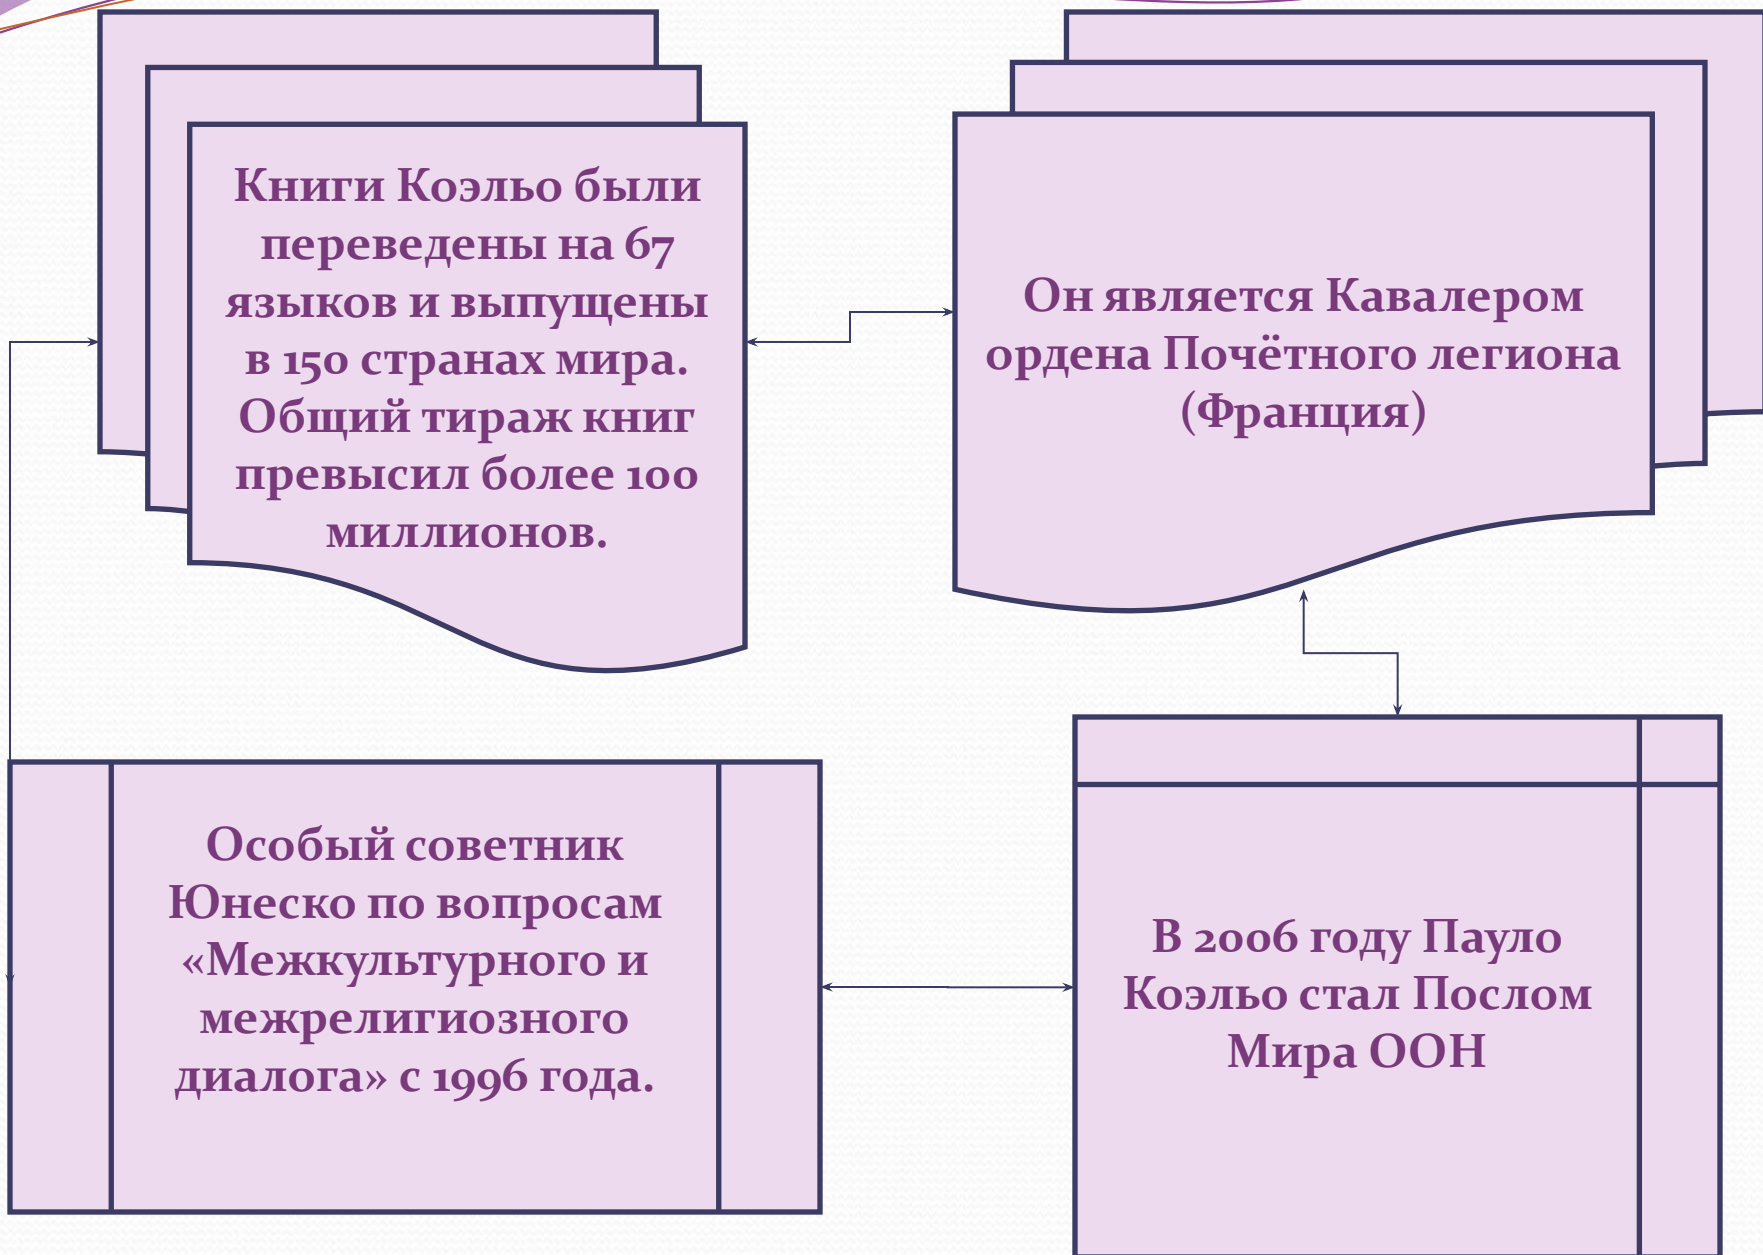 Книги Коэльо были
переведены на 67
языков и выпущены
в 150 странах мира.
Общий тираж книг
превысил более 100
миллионов.
Он является Кавалером
ордена Почётного легиона
(Франция)
Особый советник
Юнеско по вопросам
«Межкультурного и
межрелигиозного
диалога» с 1996 года.
В 2006 году Пауло
Коэльо стал Послом
Мира ООН